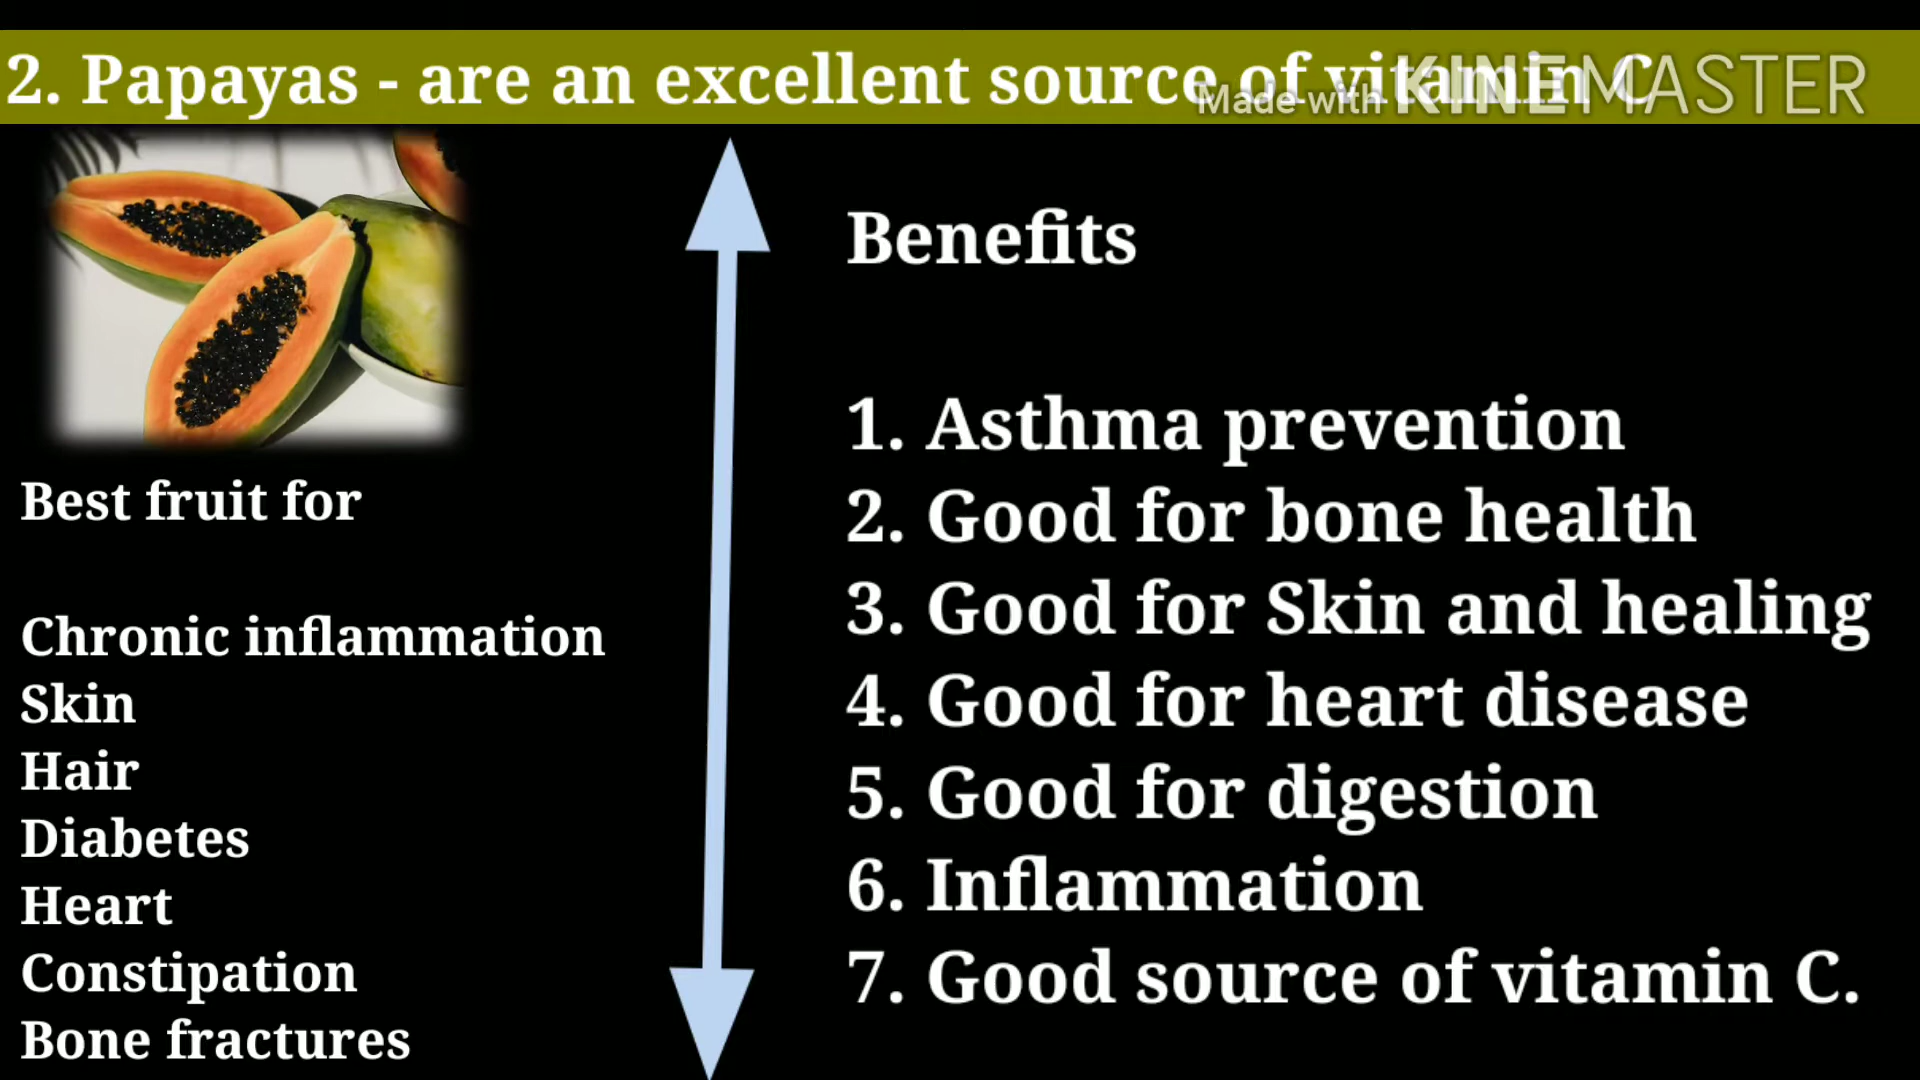 2. Papayas - are an excellent source of vitamin C
Made with KINEMASTER
Best fruit for
Chronic inflammation
Skin
Hair
Diabetes
Heart
Constipation
Bone fractures
Benefits
1. Asthma prevention
2. Good for bone health
3. Good for Skin and healing
4. Good for heart disease
5. Good for digestion
6. Inflammation
7. Good source of vitamin C.